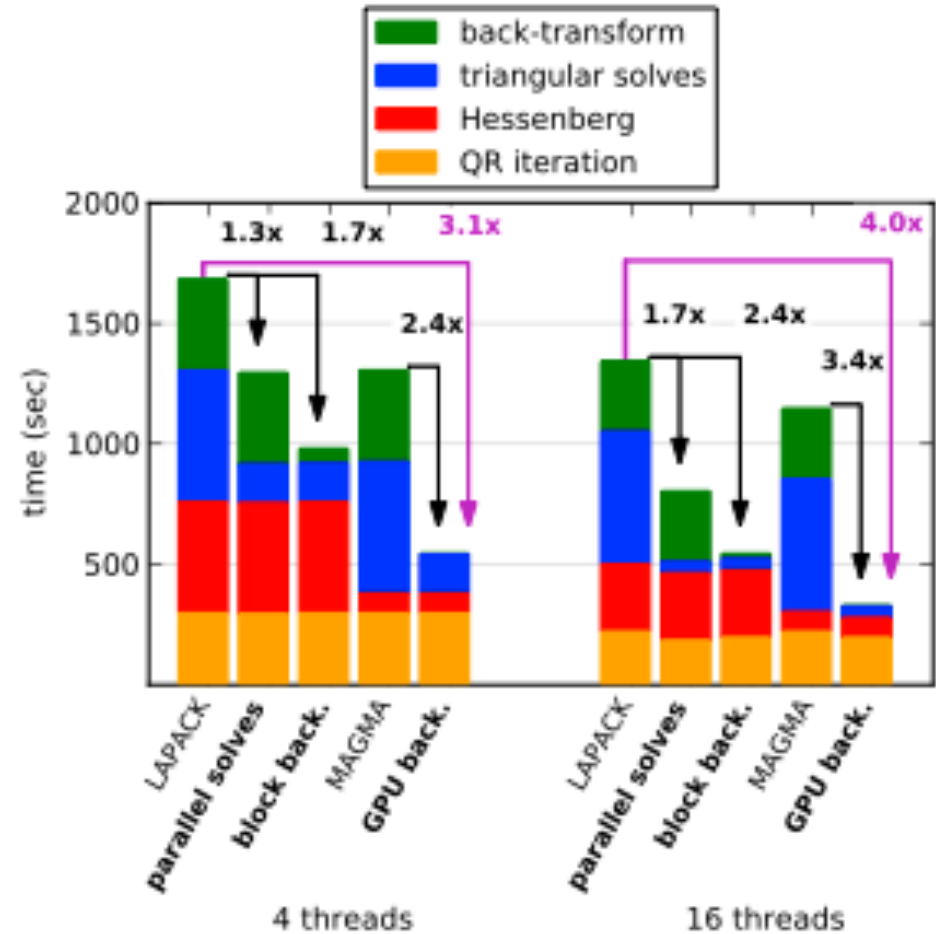 back-transform
triangular solves
Hessenberg
QR iteration
2000
1500
1000
500
time (sec)
1.3x
1.7x
3.1x
2.4x
1.7x
2.4x
4.0x
3.4x
LAPACK
parallel solves
block back.
MAGMA
GPU back.
LAPACK
parallel solves
block back.
MAGMA
GPU back.
4 threads
16 threads